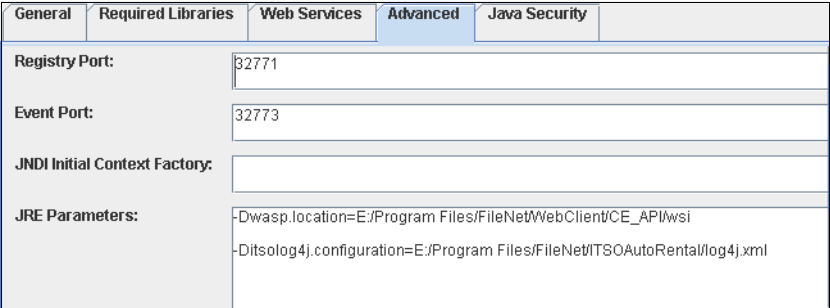 General Required Libraries Web Services Advanced Java Security
Registry Port: 32771
Event Port: 32773
JNDI Initial Context Factory:
JRE Parameters: -Dwasp.location=E:/Program Files/FileNet/WebClient/CE_API/wsi
-Ditsolog4j.configuration=E:/Program Files/FileNet/ITSOAutoRental/log4j.xml